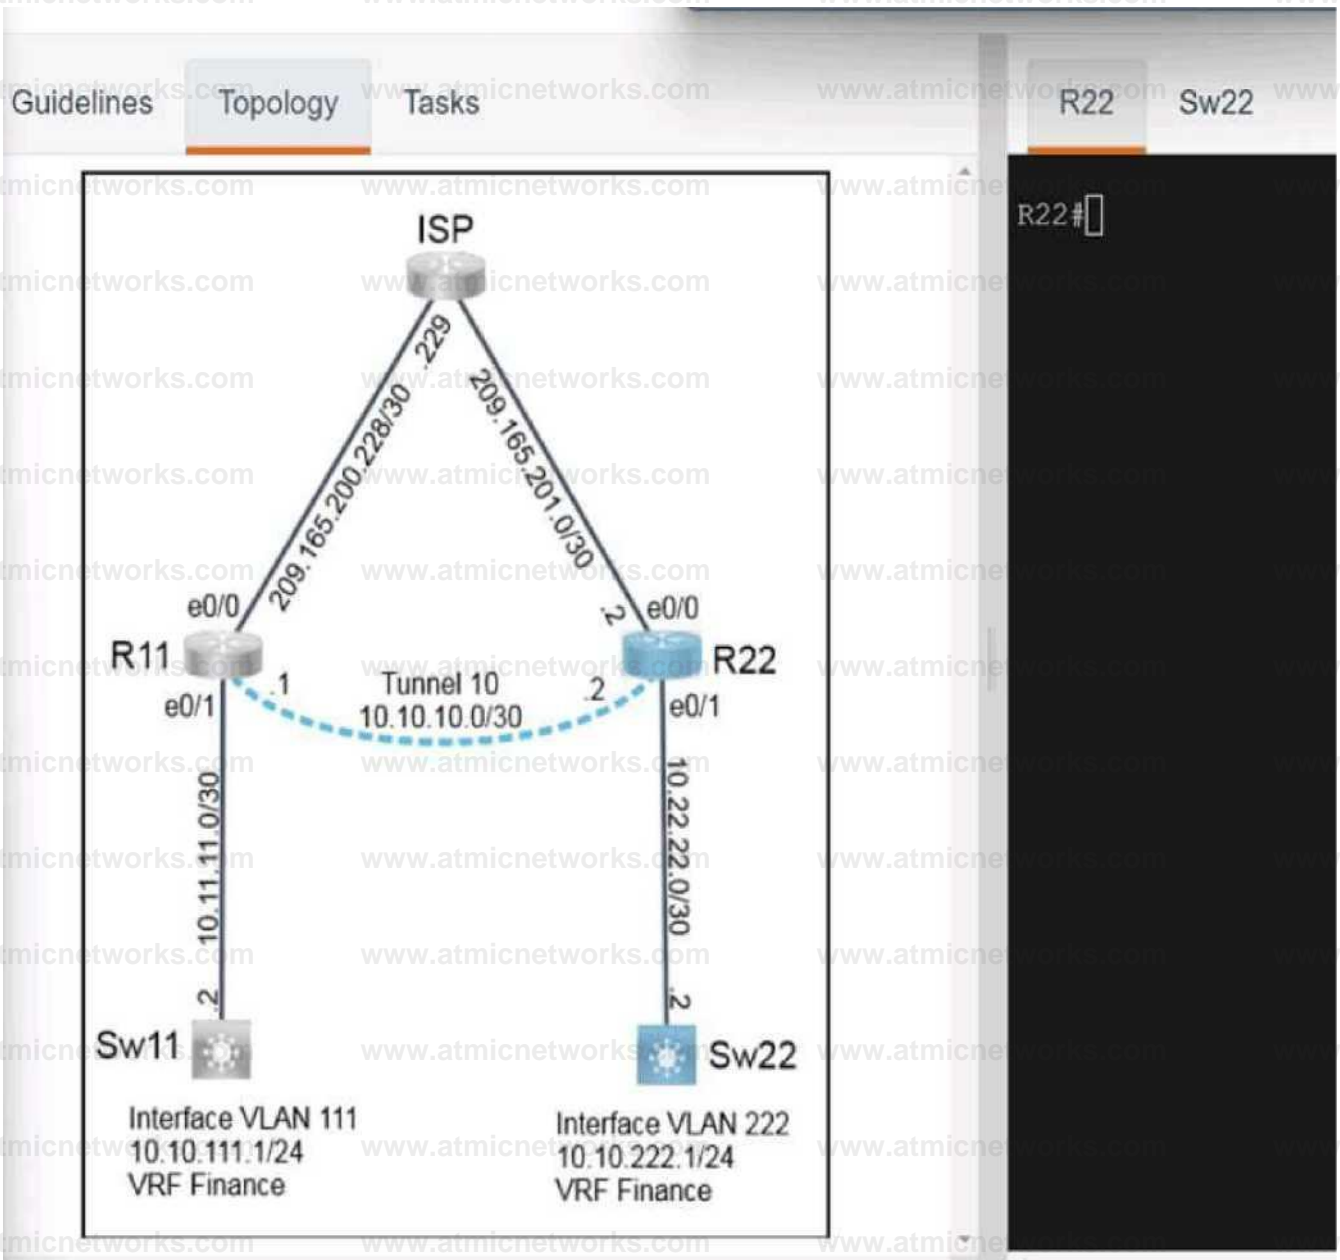 Guidelines
Topology
Tasks
R22
Sw22
R22#
ISP
.229
209.165.200.228/30
209.165.201.0/30
e0/0
.2
e0/0
R11
R22
.1
Tunnel 10
.2
10.10.10.0/30
e0/1
e0/1
10.11.11.0/30
10.22.22.0/30
.2
.2
Sw11
Sw22
Interface VLAN 111
10.10.111.1/24
VRF Finance
Interface VLAN 222
10.10.222.1/24
VRF Finance
www.atmicnetworks.com